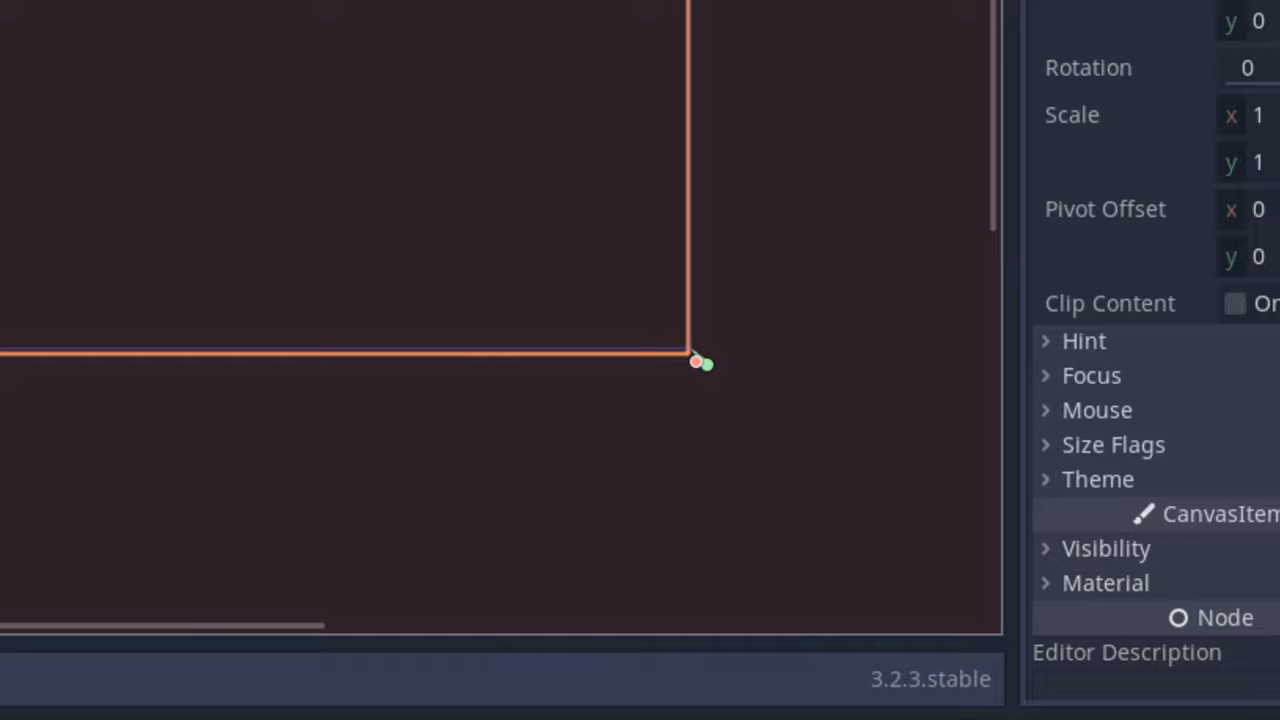 y 0
Rotation 0
Scale x 1
y 1
Pivot Offset x 0
y 0
Clip Content
Hint
Focus
Mouse
Size Flags
Theme
CanvasItem
Visibility
Material
Node
Editor Description
3.2.3.stable